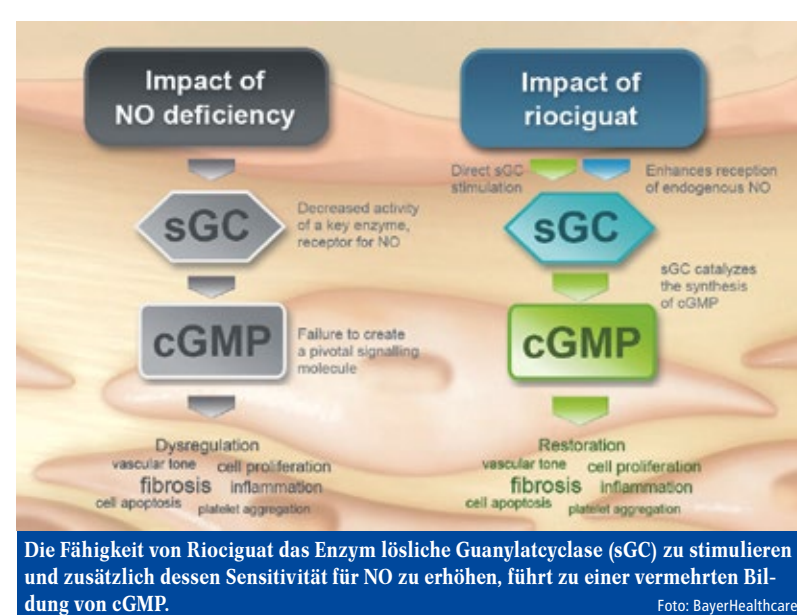 Impact of
NO deficiency
sGC
Decreased activity
of a key enzyme,
receptor for NO
cGMP
Failure to create
a pivotal signalling
molecule
Dysregulation
vascular tone cell proliferation
fibrosis inflammation
cell apoptosis platelet aggregation
Impact of
riociguat
Direct sGC
stimulation
Enhances reception
of endogenous NO
sGC
sGC catalyzes
the synthesis
of cGMP
cGMP
Restoration
vascular tone cell proliferation
fibrosis inflammation
cell apoptosis platelet aggregation
Die Fähigkeit von Riociguat das Enzym lösliche Guanylatcyclase (sGC) zu stimulieren
und zusätzlich dessen Sensitivität für NO zu erhöhen, führt zu einer vermehrten Bil-
dung von cGMP.
Foto: BayerHealthcare